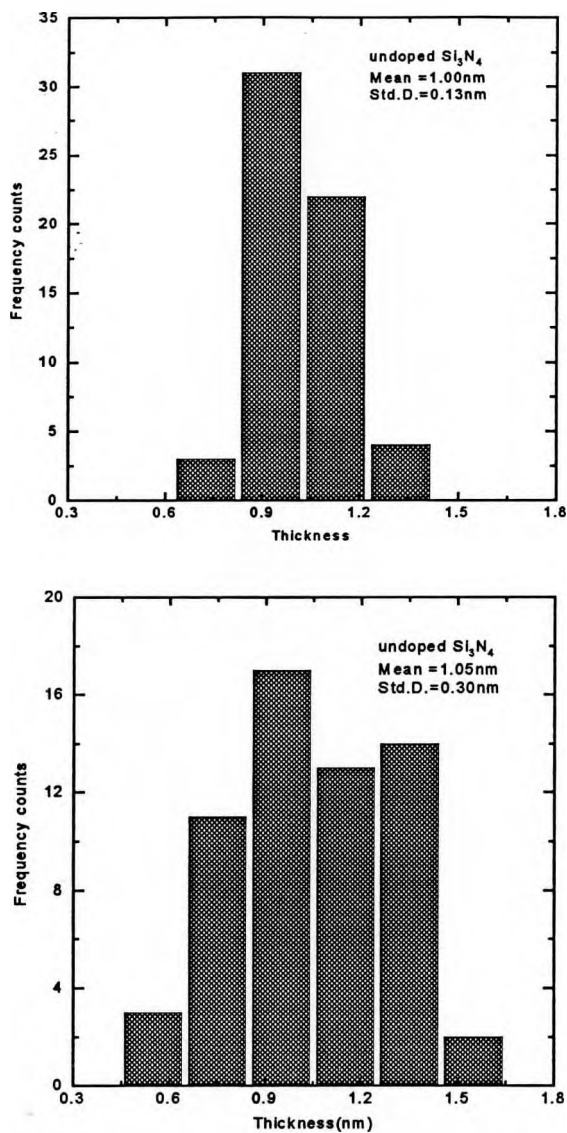 35
30
25
20
15
10
5
0
Frequency counts
undoped Si₃N₄
Mean =1.00nm
Std.D.=0.13nm
0.3 0.6 0.9 1.2 1.5 1.8
Thickness
20
16
12
8
4
0
Frequency counts
undoped Si₃N₄
Mean =1.05nm
Std.D.=0.30nm
0.3 0.6 0.9 1.2 1.5 1.8
Thickness(nm)